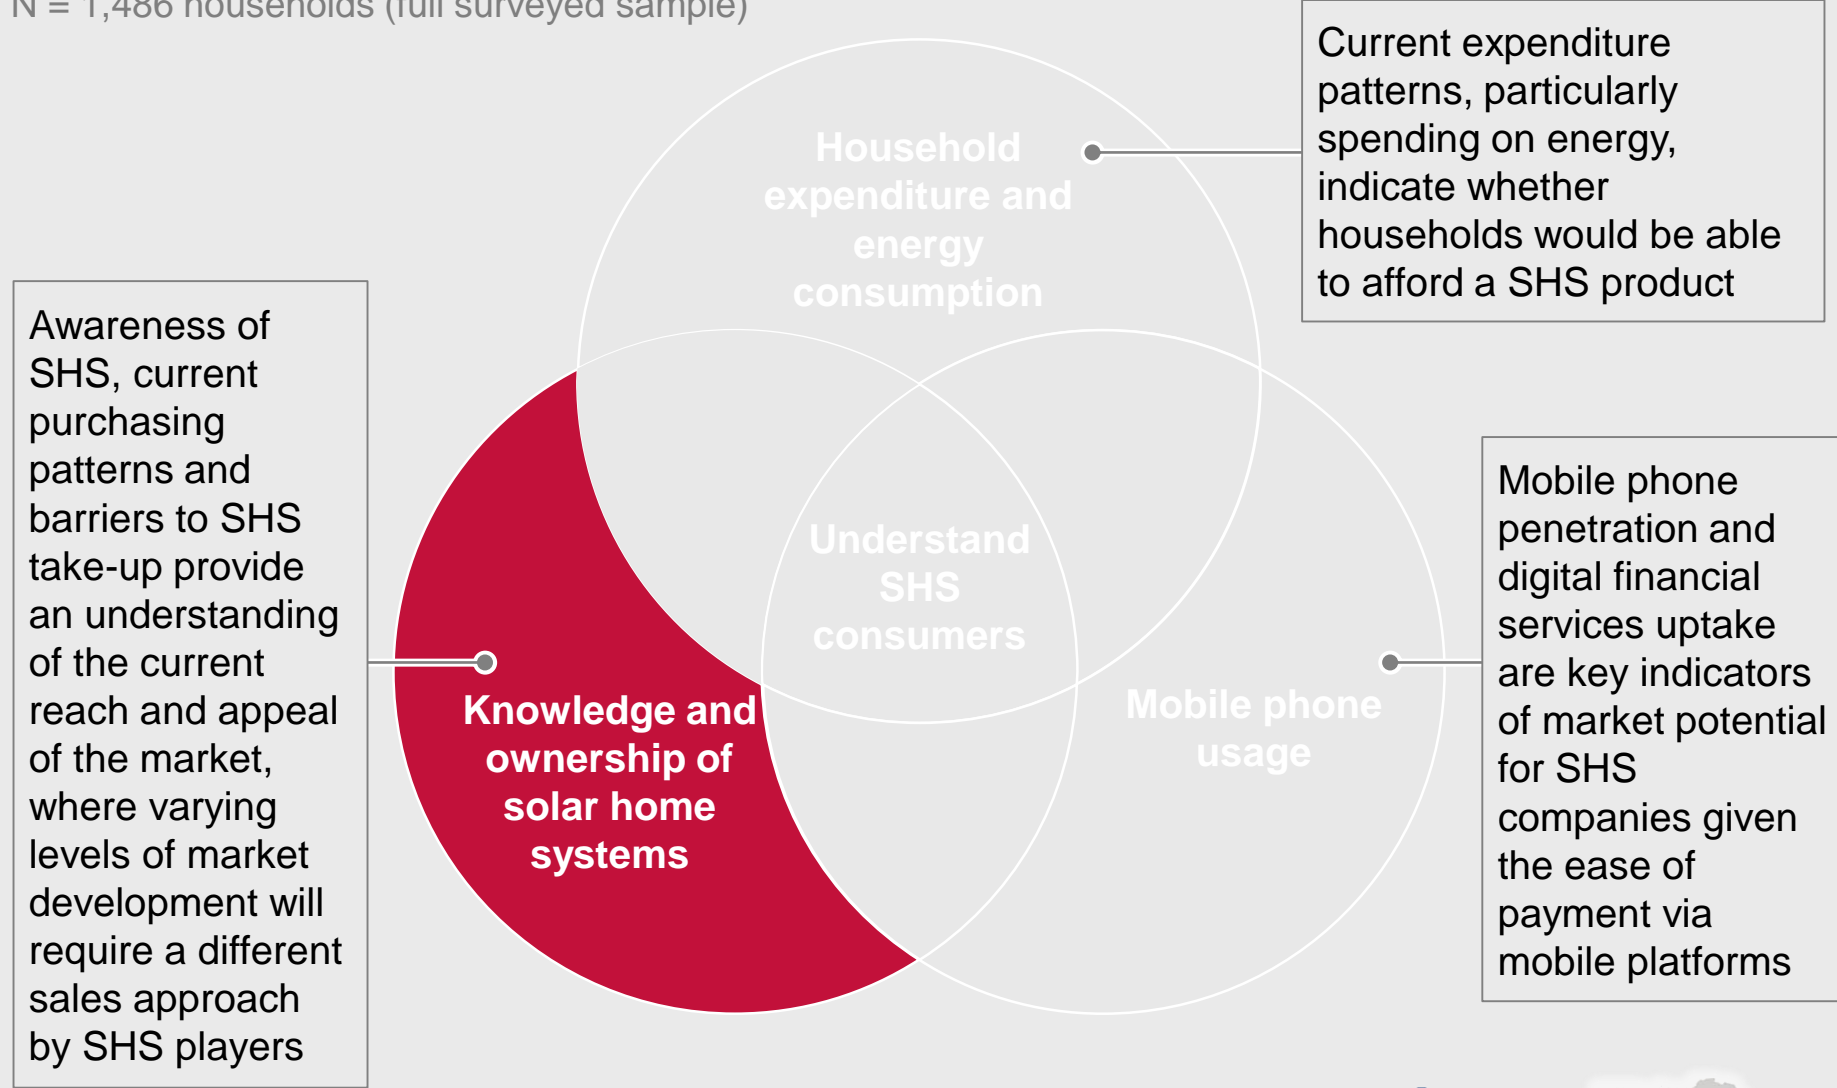 N = 1,486 households (full surveyed sample)
Current expenditure
patterns, particularly
spending on energy,
indicate whether
households would be able
to afford a SHS product
Household
expenditure and
energy
consumption
Awareness of
SHS, current
purchasing
patterns and
barriers to SHS
take-up provide
an understanding
of the current
reach and appeal
of the market,
where varying
levels of market
development will
require a different
sales approach
by SHS players
Understand
SHS
consumers
Knowledge and
ownership of
solar home
systems
Mobile phone
usage
Mobile phone
penetration and
digital financial
services uptake
are key indicators
of market potential
for SHS
companies given
the ease of
payment via
mobile platforms